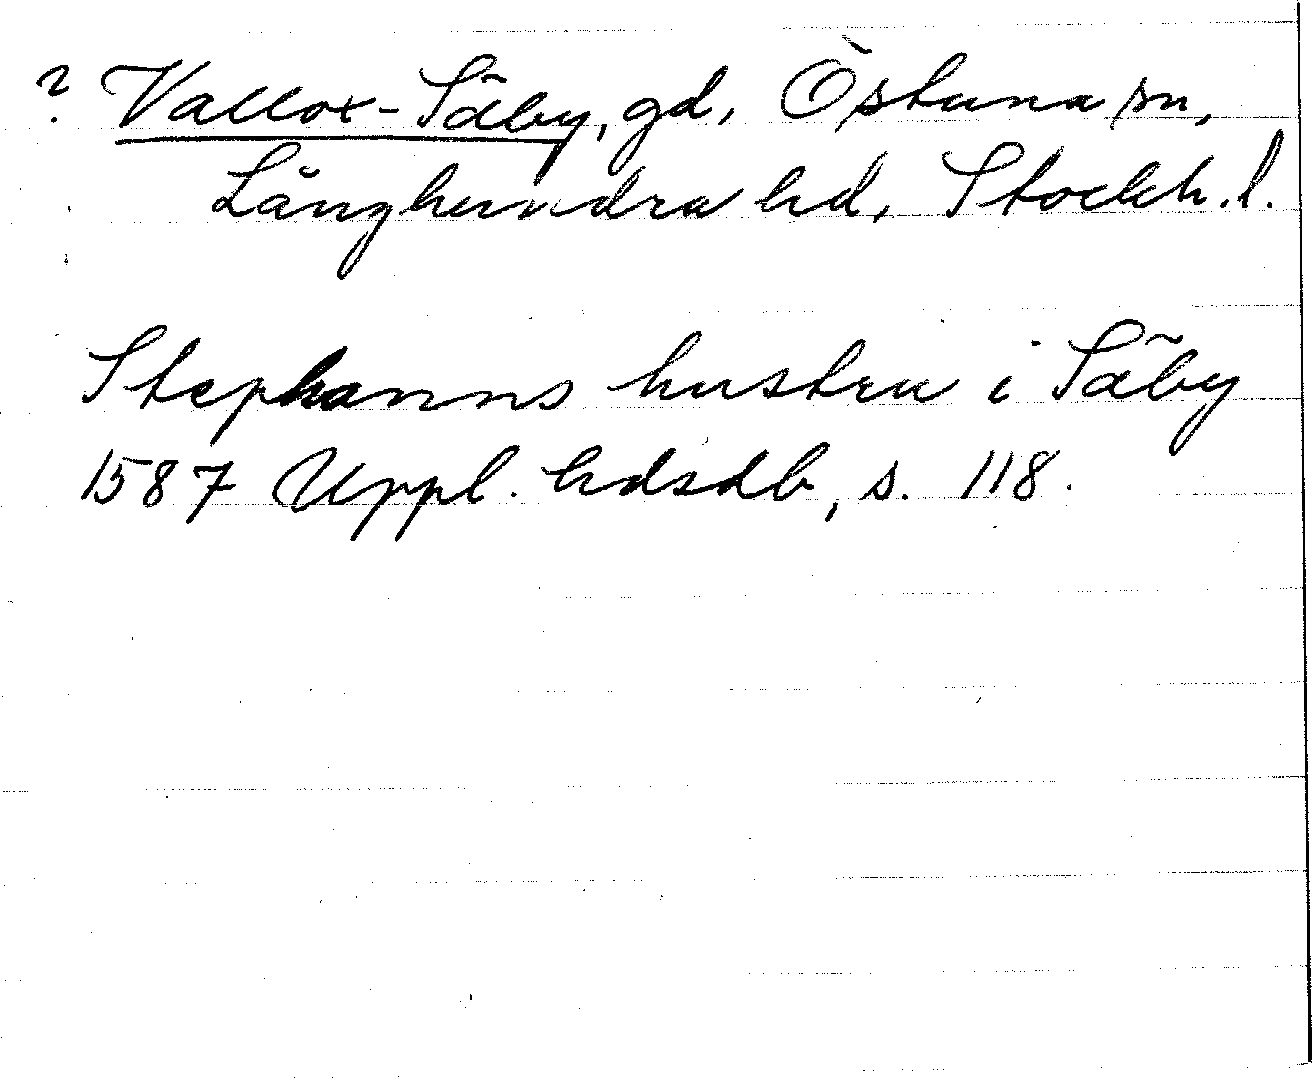 ? Vallox-Säby, gd, Östuna sn,
Långhundra hd, Stockh. l.
Stephanns hustru i Säby
1587 Uppl. hdsdb, s. 118.